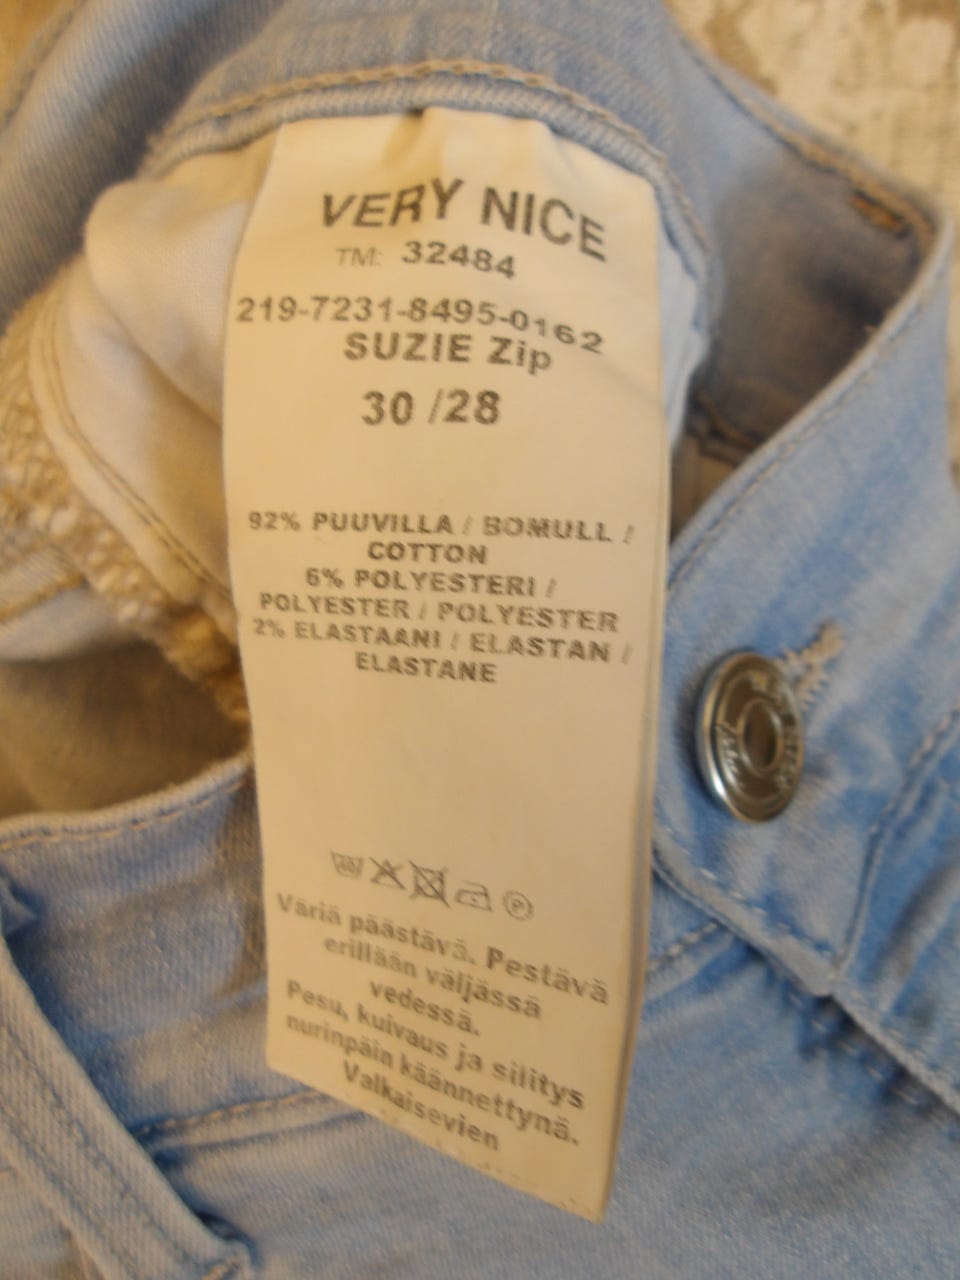 VERY NICE
TM: 32484
219-7231-8495-0162
SUZIE Zip
30 /28
92% PUUVILLA / BOMULL /
COTTON
6% POLYESTERI /
POLYESTER / POLYESTER
2% ELASTAANI / ELASTAN /
ELASTANE
Väriä päästävä. Pestävä
erillään väljässä
vedessä.
Pesu, kuivaus ja silitys
nurinpäin käännettynä.
Valkaisevien